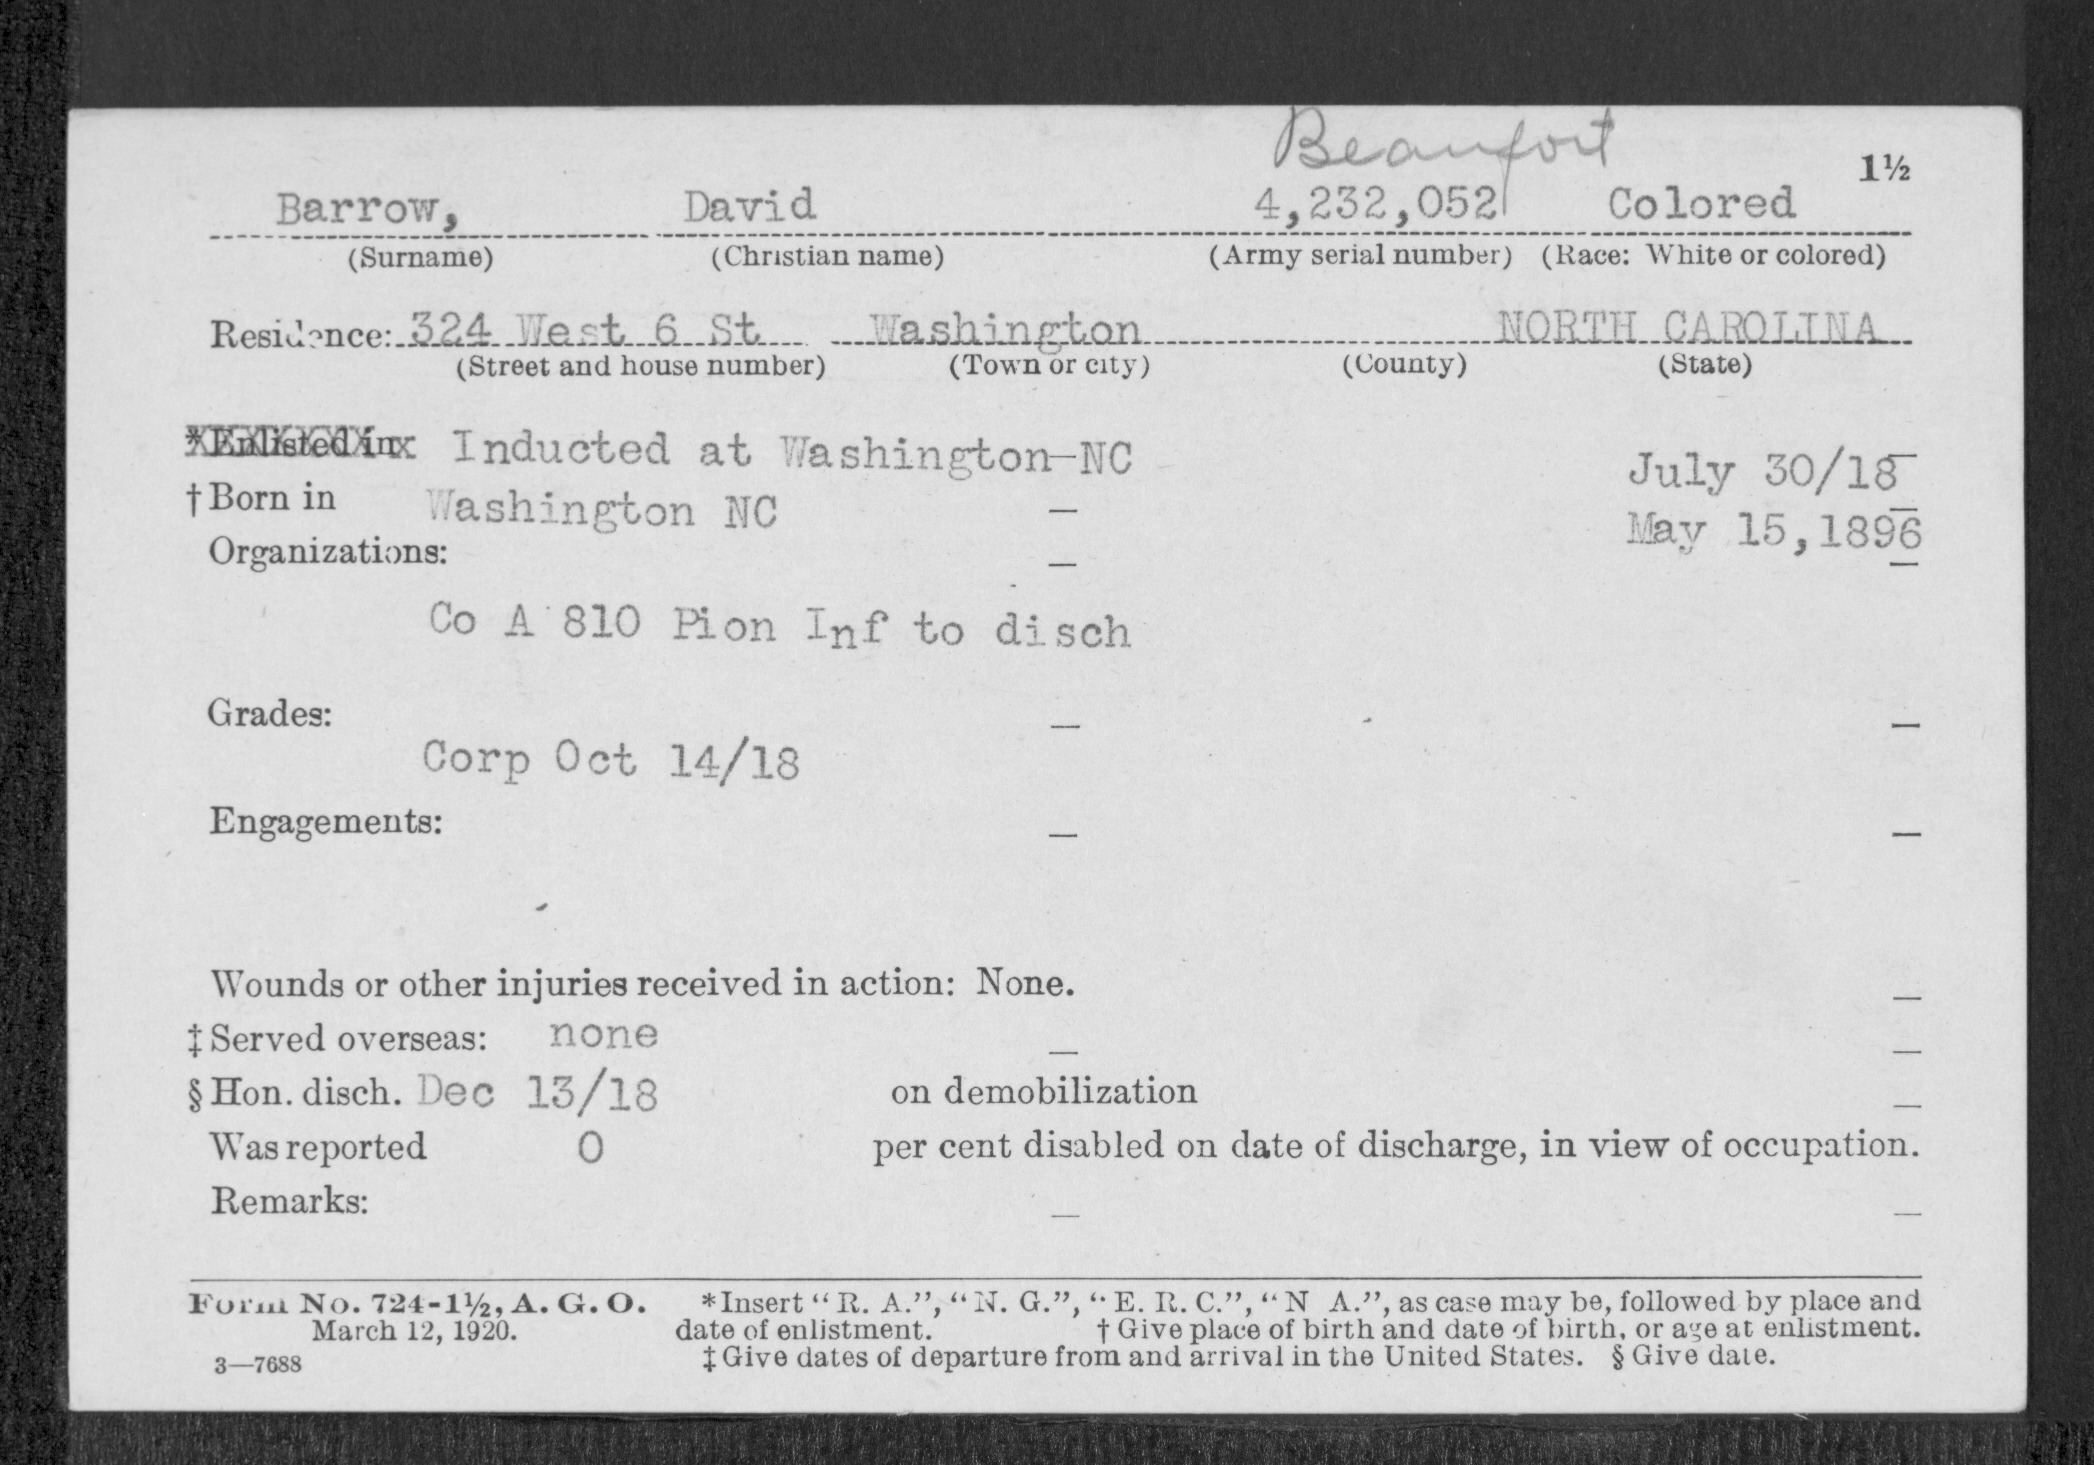 Beaufort
1½
Barrow, David 4,232,052 Colored
(Surname) (Christian name) (Army serial number) (Race: White or colored)
Residence: 324 West 6 St Washington NORTH CAROLINA
(Street and house number) (Town or city) (County) (State)
*Enlisted in Inducted at Washington NC July 30/18
†Born in Washington NC May 15,1896
Organizations:
Co A 810 Pion Inf to disch
Grades:
Corp Oct 14/18
Engagements:
Wounds or other injuries received in action: None.
‡Served overseas: none
§Hon. disch. Dec 13/18 on demobilization
Was reported 0 per cent disabled on date of discharge, in view of occupation.
Remarks:
Form No. 724-1½, A. G. O. *Insert "R. A.", "N. G.", "E. R. C.", "N A.", as case may be, followed by place and
March 12, 1920. date of enlistment. †Give place of birth and date of birth, or age at enlistment.
3—7688 ‡Give dates of departure from and arrival in the United States. §Give date.